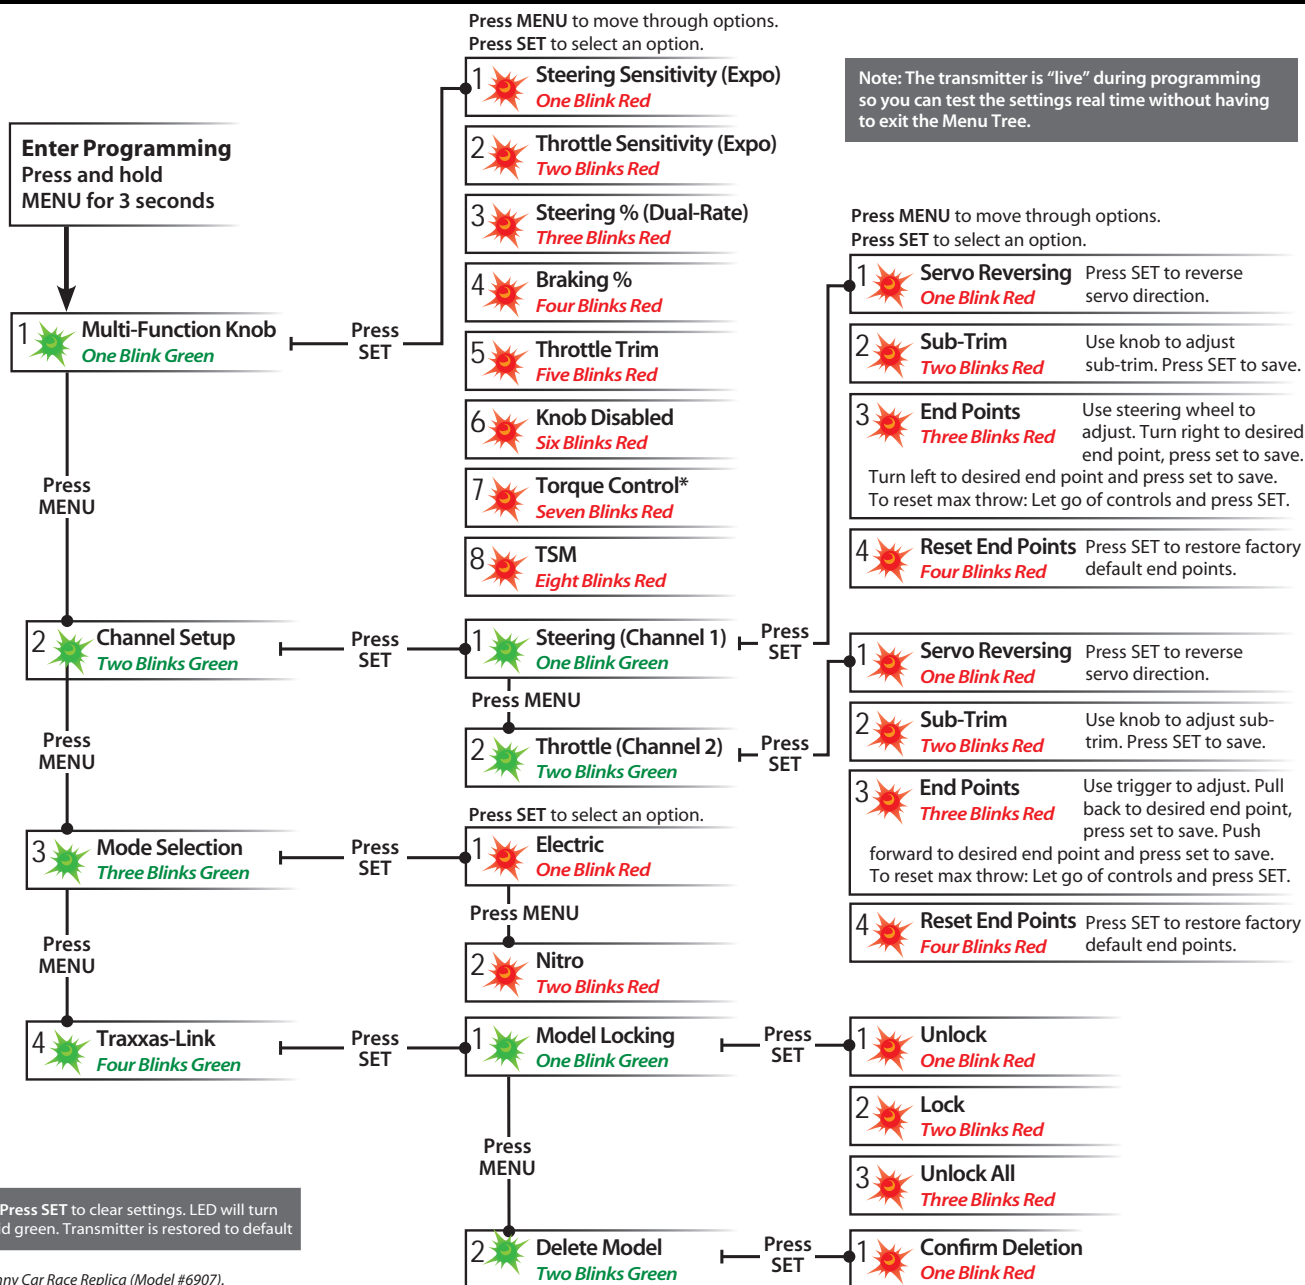 Press MENU to move through options.
Press SET to select an option.
1 Steering Sensitivity (Expo)
One Blink Red
2 Throttle Sensitivity (Expo)
Two Blinks Red
3 Steering % (Dual-Rate)
Three Blinks Red
4 Braking %
Four Blinks Red
5 Throttle Trim
Five Blinks Red
6 Knob Disabled
Six Blinks Red
7 Torque Control*
Seven Blinks Red
8 TSM
Eight Blinks Red
Note: The transmitter is “live” during programming
so you can test the settings real time without having
to exit the Menu Tree.
Enter Programming
Press and hold
MENU for 3 seconds
1 Multi-Function Knob
One Blink Green
Press
SET
Press
MENU
2 Channel Setup
Two Blinks Green
Press
SET
1 Steering (Channel 1)
One Blink Green
Press
SET
Press MENU
2 Throttle (Channel 2)
Two Blinks Green
Press
SET
Press MENU to move through options.
Press SET to select an option.
1 Servo Reversing
One Blink Red
Press SET to reverse
servo direction.
2 Sub-Trim
Two Blinks Red
Use knob to adjust
sub-trim. Press SET to save.
3 End Points
Three Blinks Red
Use steering wheel to
adjust. Turn right to desired
end point, press set to save.
Turn left to desired end point and press set to save.
To reset max throw: Let go of controls and press SET.
4 Reset End Points
Four Blinks Red
Press SET to restore factory
default end points.
1 Servo Reversing
One Blink Red
Press SET to reverse
servo direction.
2 Sub-Trim
Two Blinks Red
Use knob to adjust sub-
trim. Press SET to save.
3 End Points
Three Blinks Red
Use trigger to adjust. Pull
back to desired end point,
press set to save. Push
forward to desired end point and press set to save.
To reset max throw: Let go of controls and press SET.
4 Reset End Points
Four Blinks Red
Press SET to restore factory
default end points.
Press
MENU
3 Mode Selection
Three Blinks Green
Press
SET
Press SET to select an option.
1 Electric
One Blink Red
Press MENU
2 Nitro
Two Blinks Red
Press
MENU
4 Traxxas-Link
Four Blinks Green
Press
SET
1 Model Locking
One Blink Green
Press
SET
1 Unlock
One Blink Red
2 Lock
Two Blinks Red
3 Unlock All
Three Blinks Red
Press
MENU
2 Delete Model
Two Blinks Green
Press
SET
1 Confirm Deletion
One Blink Red
Press SET to clear settings. LED will turn
green. Transmitter is restored to default
Car Race Replica (Model #6907).